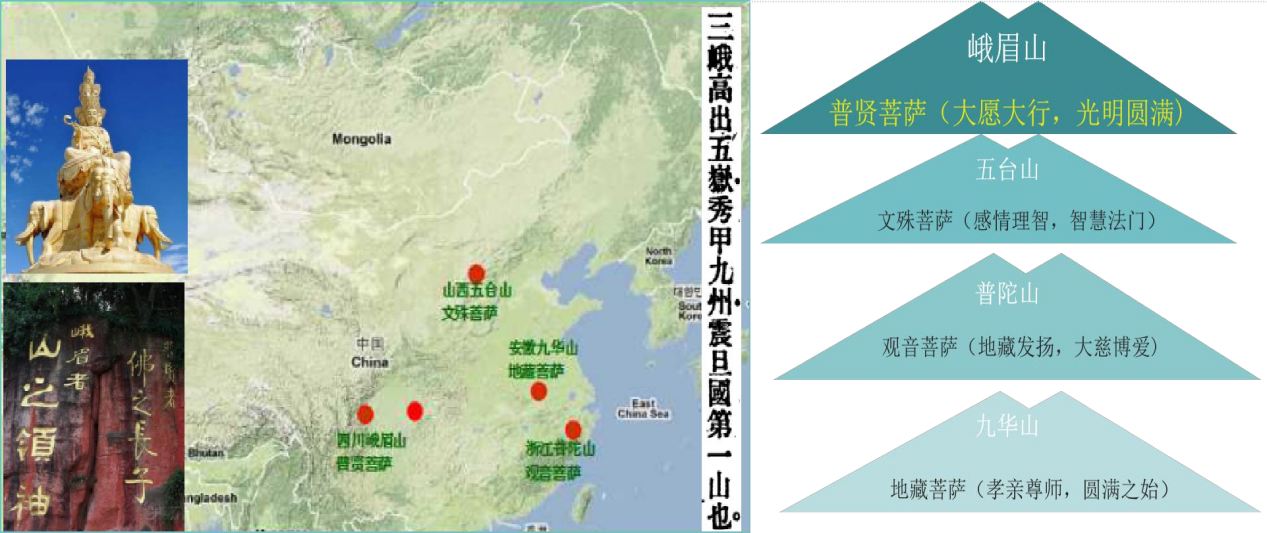 三峨高出五嶽秀甲九州震旦國第一山也。
Mongolia
North
Korea
中国
China
East
China Sea
Bhutan
山西五台山
文殊菩萨
安徽九华山
地藏菩萨
四川峨眉山
普贤菩萨
浙江普陀山
观音菩萨
峨眉者
山之領袖
普賢者
佛之長子
峨眉山
普贤菩萨（大愿大行，光明圆满)
五台山
文殊菩萨（感情理智，智慧法门）
普陀山
观音菩萨（地藏发扬，大慈博爱)
九华山
地藏菩萨（孝亲尊师，圆满之始）